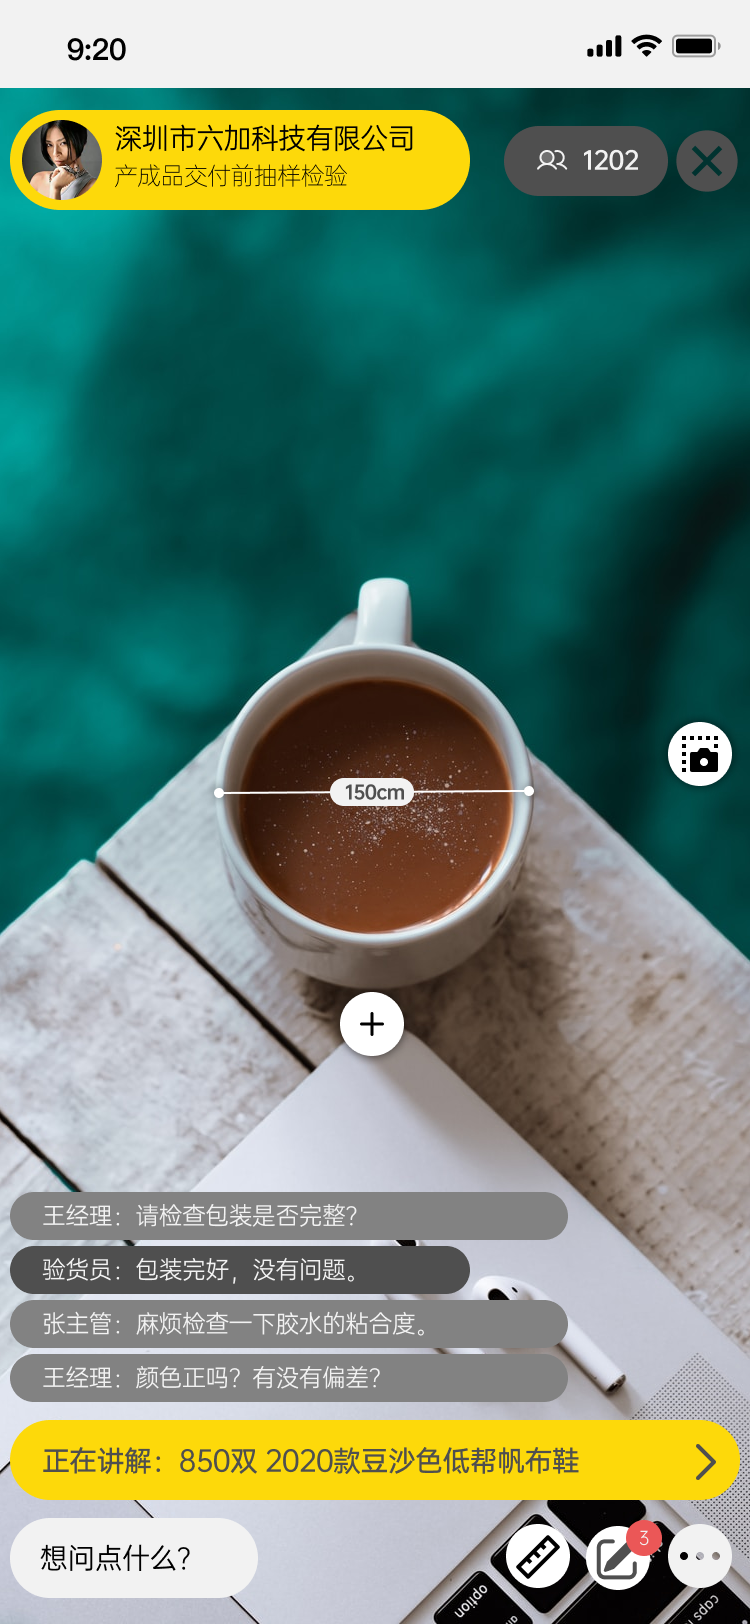 9:20
深圳市六加科技有限公司
产成品交付前抽样检验
1202
150cm
王经理：请检查包装是否完整？
验货员：包装完好，没有问题。
张主管：麻烦检查一下胶水的粘合度。
王经理：颜色正吗？有没有偏差？
正在讲解：850双 2020款豆沙色低帮帆布鞋
想问点什么？
3
option
caps